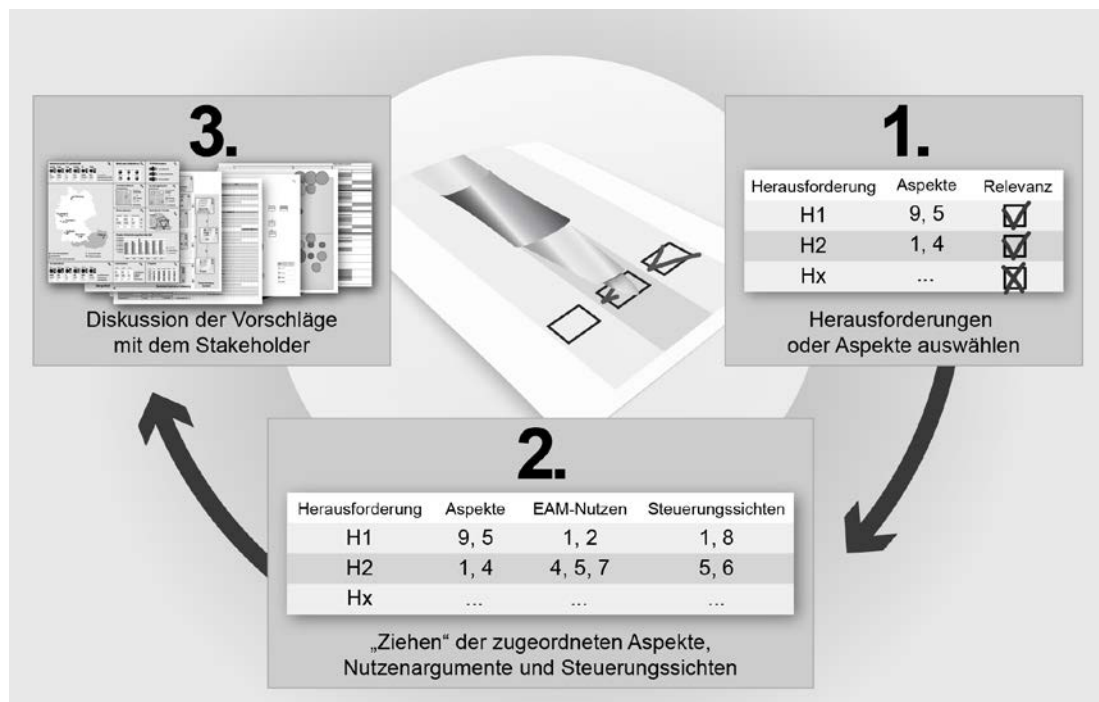 1.
Herausforderung Aspekte Relevanz
H1 9, 5
H2 1, 4
Hx ...
Herausforderungen
oder Aspekte auswählen
2.
Herausforderung Aspekte EAM-Nutzen Steuerungssichten
H1 9, 5 1, 2 1, 8
H2 1, 4 4, 5, 7 5, 6
Hx ... ... ...
„Ziehen“ der zugeordneten Aspekte,
Nutzenargumente und Steuerungssichten
3.
Diskussion der Vorschläge
mit dem Stakeholder